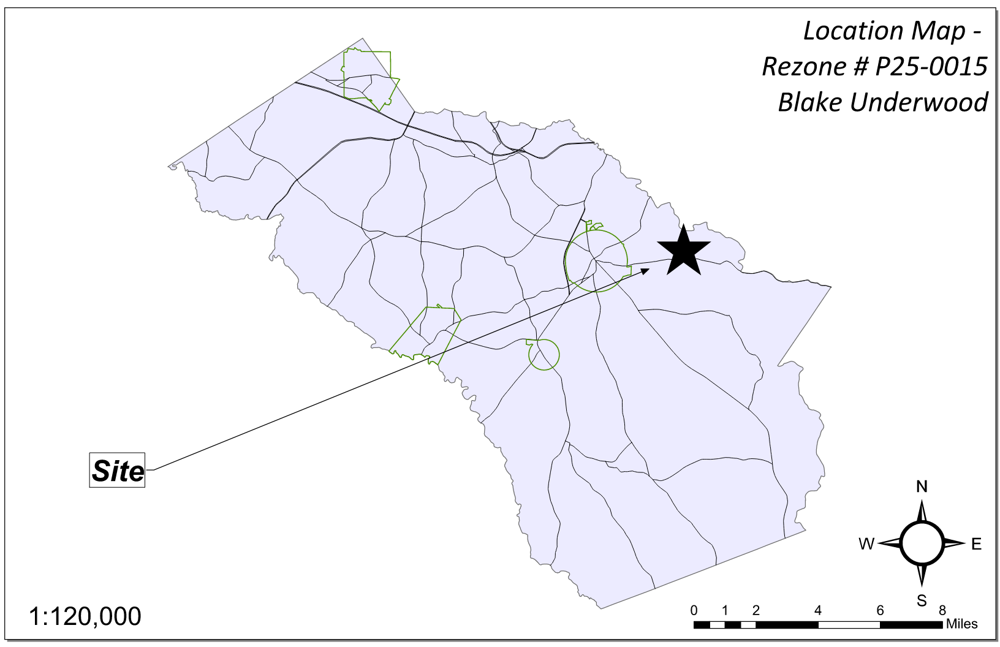 Location Map -
Rezone # P25-0015
Blake Underwood
Site
N
W E
S
1:120,000
0 1 2 4 6 8
Miles